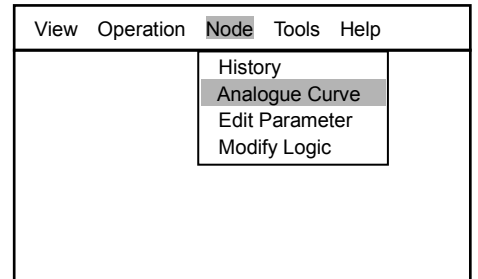 View Operation Node Tools Help
History
Analogue Curve
Edit Parameter
Modify Logic